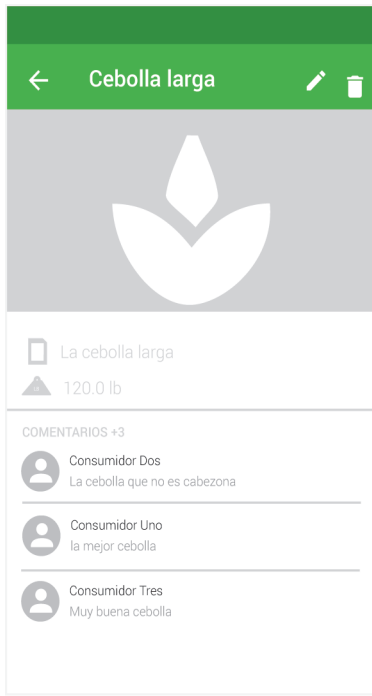 Cebolla larga
La cebolla larga
120.0 lb
COMENTARIOS +3
Consumidor Dos
La cebolla que no es cabezona
Consumidor Uno
la mejor cebolla
Consumidor Tres
Muy buena cebolla